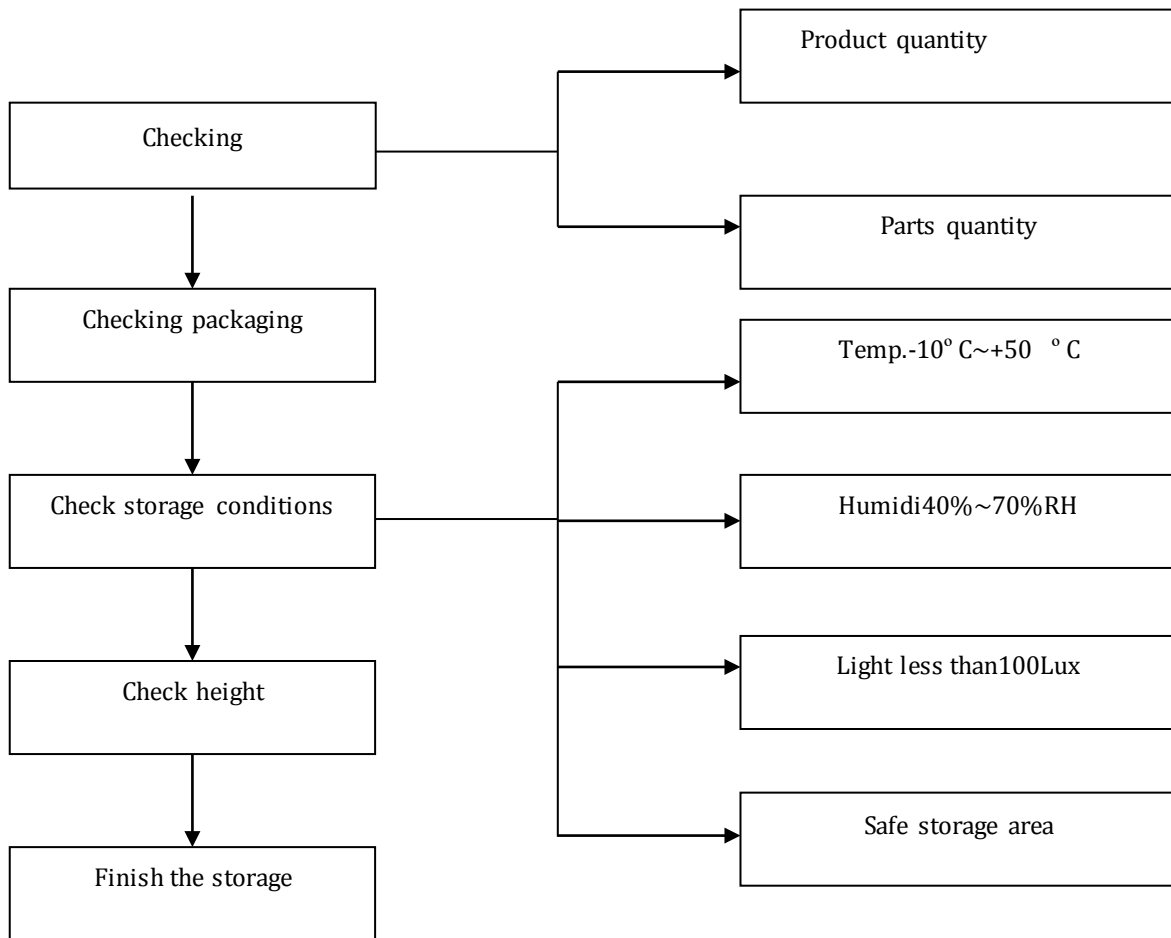 Product quantity
Checking
Parts quantity
Checking packaging
Temp.-10° C~+50 ° C
Check storage conditions
Humidi40%~70%RH
Light less than100Lux
Check height
Safe storage area
Finish the storage